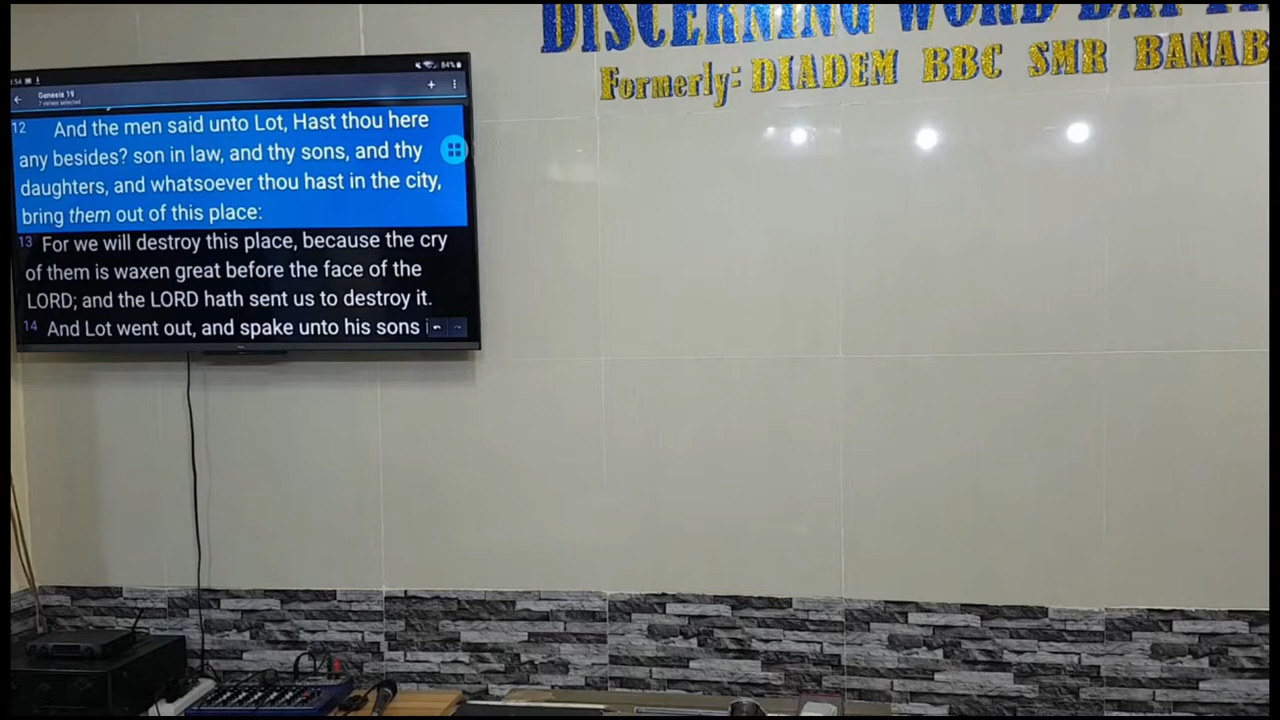 DISCERNING WORD
Formerly: DIADEM BBC SMR BANAB
84%
Genesis 19
7 verses selected
12 And the men said unto Lot, Hast thou here
any besides? son in law, and thy sons, and thy
daughters, and whatsoever thou hast in the city,
bring them out of this place:
13 For we will destroy this place, because the cry
of them is waxen great before the face of the
LORD; and the LORD hath sent us to destroy it.
14 And Lot went out, and spake unto his sons